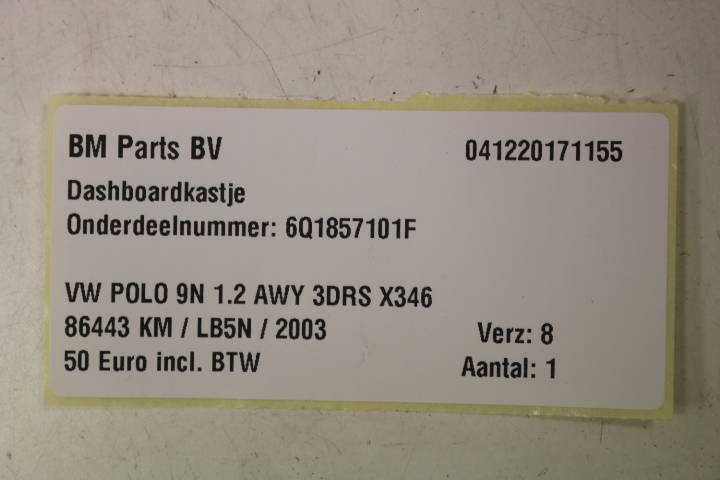 BM Parts BV 041220171155
Dashboardkastje
Onderdeelnummer: 6Q1857101F
VW POLO 9N 1.2 AWY 3DRS X346
86443 KM / LB5N / 2003 Verz: 8
50 Euro incl. BTW Aantal: 1